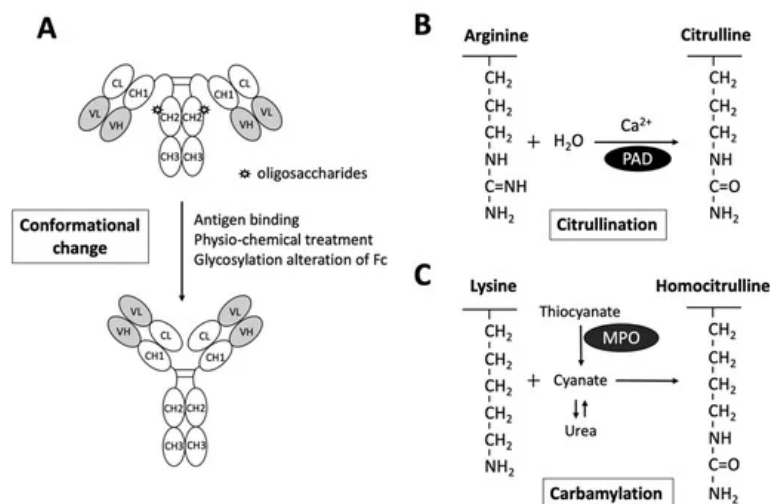 A
CL
CL
CH1
CH1
VL
VL
VH
VH
CH2
CH2
CH3
CH3
oligosaccharides
Conformational
change
Antigen binding
Physio-chemical treatment
Glycosylation alteration of Fc
VL
VL
VH
VH
CL
CL
CH1
CH1
CH2
CH2
CH3
CH3
B
Arginine
Citrulline
CH₂
CH₂
CH₂
NH
C=NH
NH₂
+
H₂O
Ca²⁺
PAD
CH₂
CH₂
CH₂
NH
C=O
NH₂
Citrullination
C
Lysine
Homocitrulline
CH₂
CH₂
CH₂
CH₂
CH₂
NH₂
+
Thiocyanate
MPO
Cyanate
Urea
CH₂
CH₂
CH₂
CH₂
NH
C=O
NH₂
Carbamylation